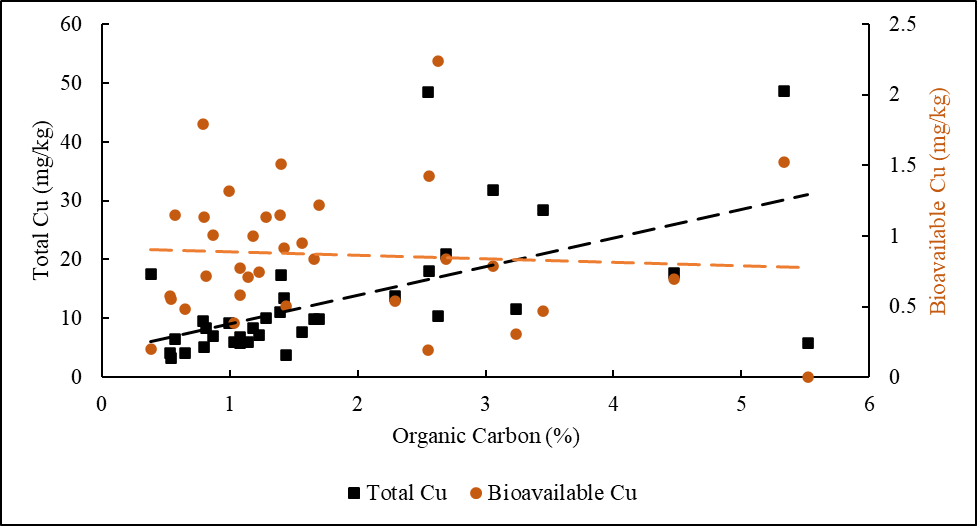 60
50
40
30
20
10
0
Total Cu (mg/kg)
2.5
2
1.5
1
0.5
0
Bioavailable Cu (mg/kg)
0 1 2 3 4 5 6
Organic Carbon (%)
Total Cu Bioavailable Cu